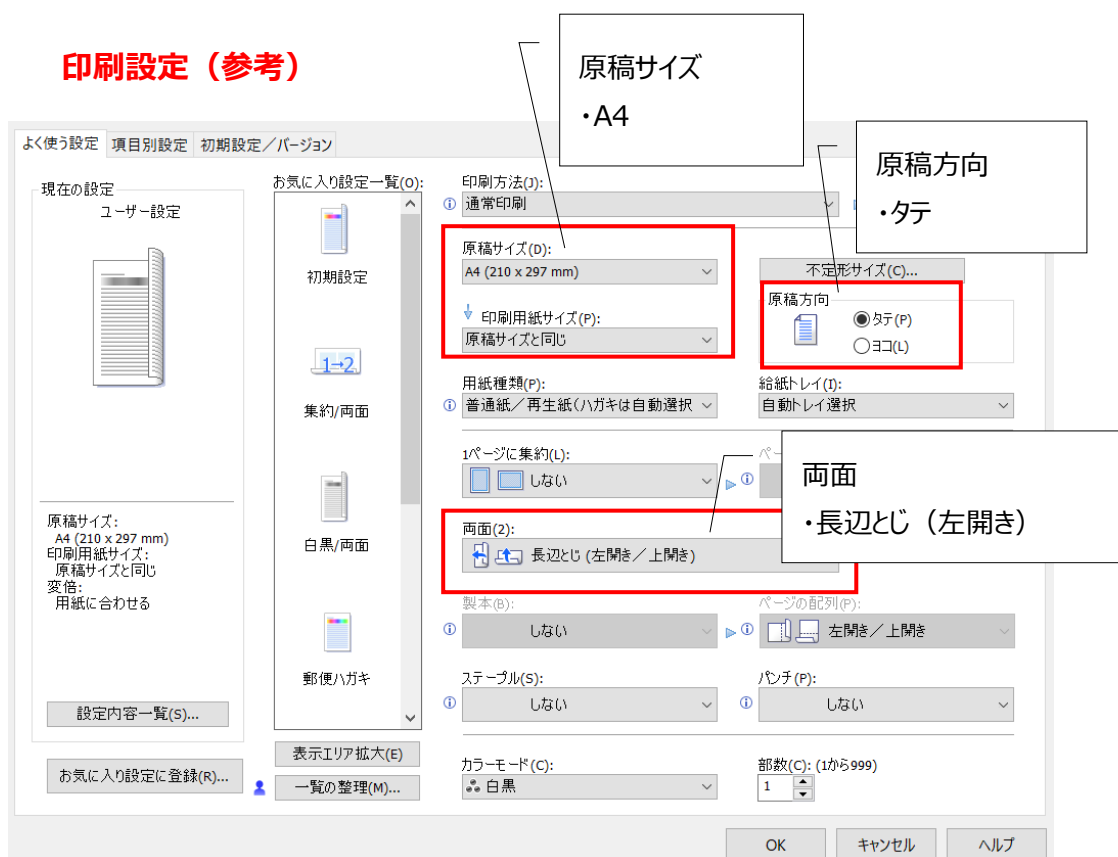 印刷設定（参考）
原稿サイズ
・A4
原稿方向
・タテ
よく使う設定 項目別設定 初期設定／バージョン
現在の設定
ユーザー設定
お気に入り設定一覧(O):
初期設定
1→2
集約/両面
白黒/両面
郵便ハガキ
印刷方法(J):
通常印刷
原稿サイズ(D):
A4 (210 x 297 mm)
不定形サイズ(C)...
印刷用紙サイズ(P):
原稿サイズと同じ
原稿方向
タテ(P)
ヨコ(L)
用紙種類(P):
普通紙／再生紙(ハガキは自動選択
給紙トレイ(I):
自動トレイ選択
1ページに集約(L):
しない
両面
・長辺とじ（左開き）
両面(2):
長辺とじ (左開き／上開き)
製本(B):
しない
ページの配列(P):
左開き／上開き
ステープル(S):
しない
パンチ(P):
しない
カラーモード(C):
白黒
部数(C): (1から999)
1
原稿サイズ:
A4 (210 x 297 mm)
印刷用紙サイズ:
原稿サイズと同じ
変倍:
用紙に合わせる
設定内容一覧(S)...
お気に入り設定に登録(R)...
表示エリア拡大(E)
一覧の整理(M)...
OK キャンセル ヘルプ